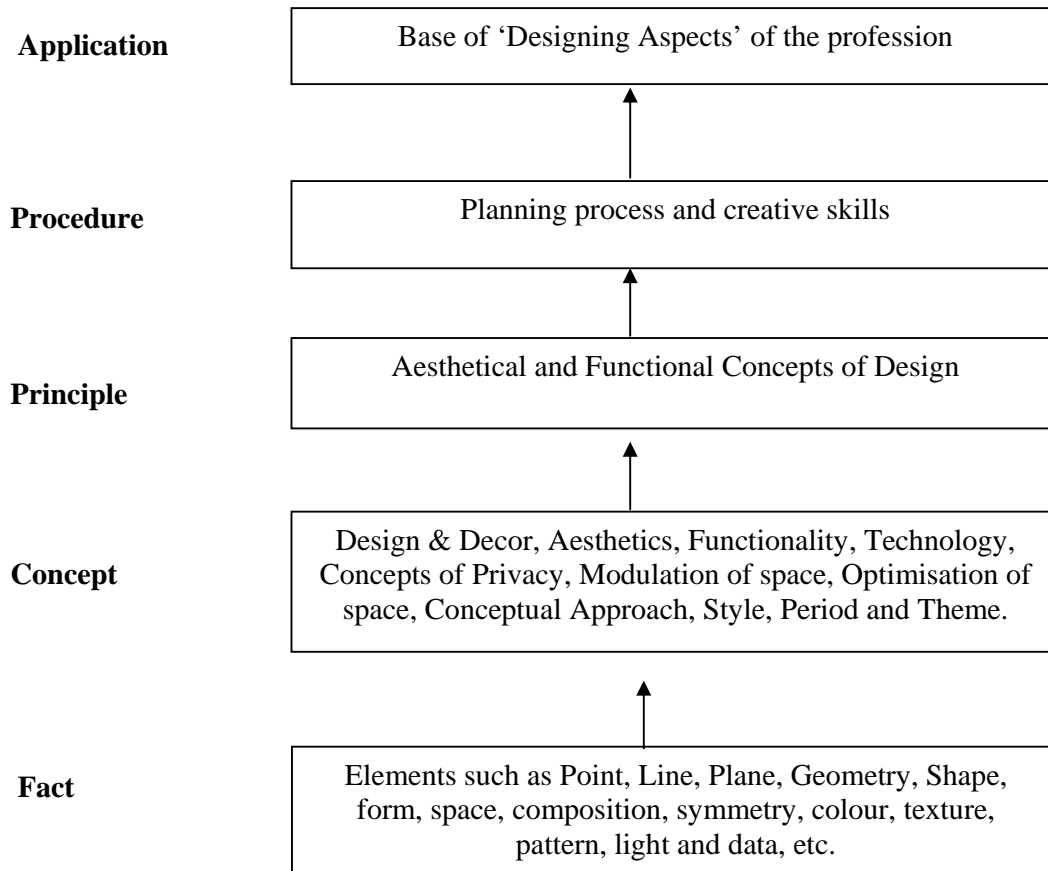 Application
Base of ‘Designing Aspects’ of the profession
Procedure
Planning process and creative skills
Principle
Aesthetical and Functional Concepts of Design
Concept
Design & Decor, Aesthetics, Functionality, Technology,
Concepts of Privacy, Modulation of space, Optimisation of
space, Conceptual Approach, Style, Period and Theme.
Fact
Elements such as Point, Line, Plane, Geometry, Shape,
form, space, composition, symmetry, colour, texture,
pattern, light and data, etc.